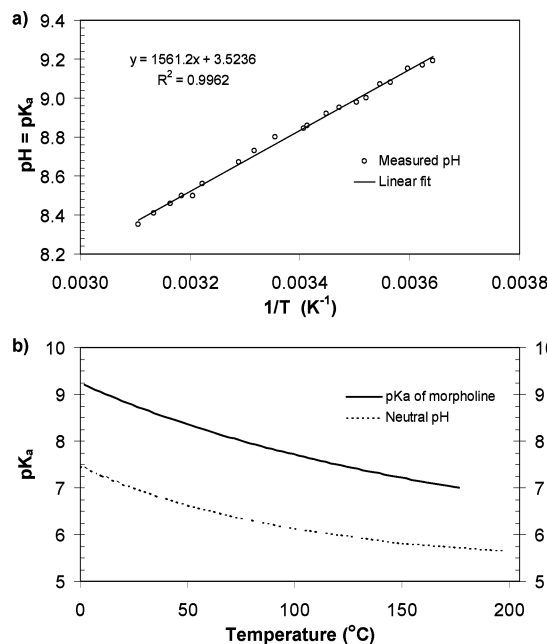 a)
9.4
9.2
9.0
8.8
8.6
8.4
8.2
pH = pKₐ
y = 1561.2x + 3.5236
R² = 0.9962
Measured pH
Linear fit
0.0030 0.0032 0.0034 0.0036 0.0038
1/T (K⁻¹)
b)
10 10
9 9
8 8
7 7
6 6
5 5
pKₐ
pKa of morpholine
Neutral pH
0 50 100 150 200
Temperature (°C)